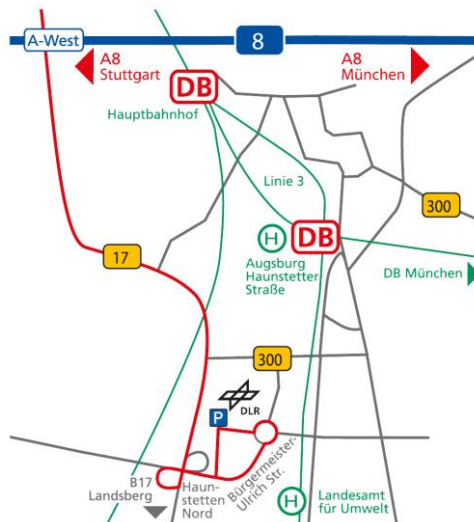 A-West
8
A8
Stuttgart
A8
München
DB
Hauptbahnhof
Linie 3
300
H
DB
Augsburg
Haunstetter
Straße
17
DB München
300
DLR
P
B17
Landsberg
Haun-
stetten
Nord
Bürgermeister-
Ulrich Str.
H
Landesamt
für Umwelt